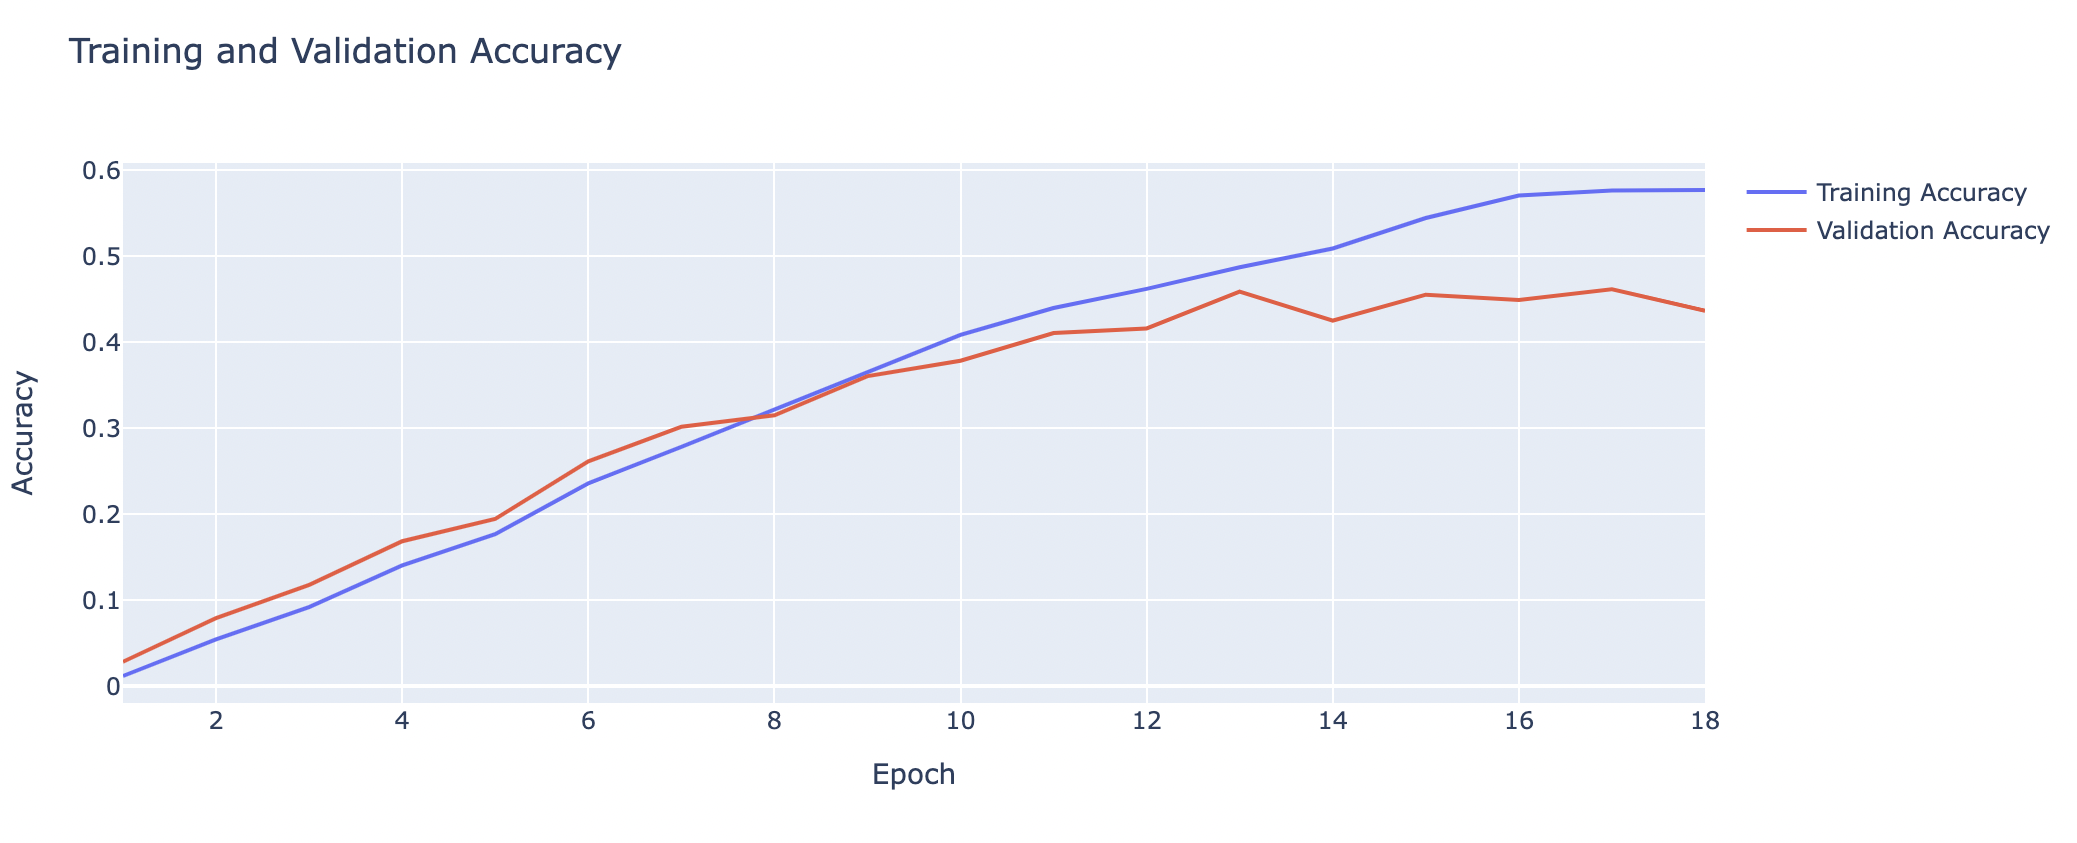 Training and Validation Accuracy
0.6
0.5
0.4
0.3
0.2
0.1
0
Accuracy
2 4 6 8 10 12 14 16 18
Epoch
Training Accuracy
Validation Accuracy